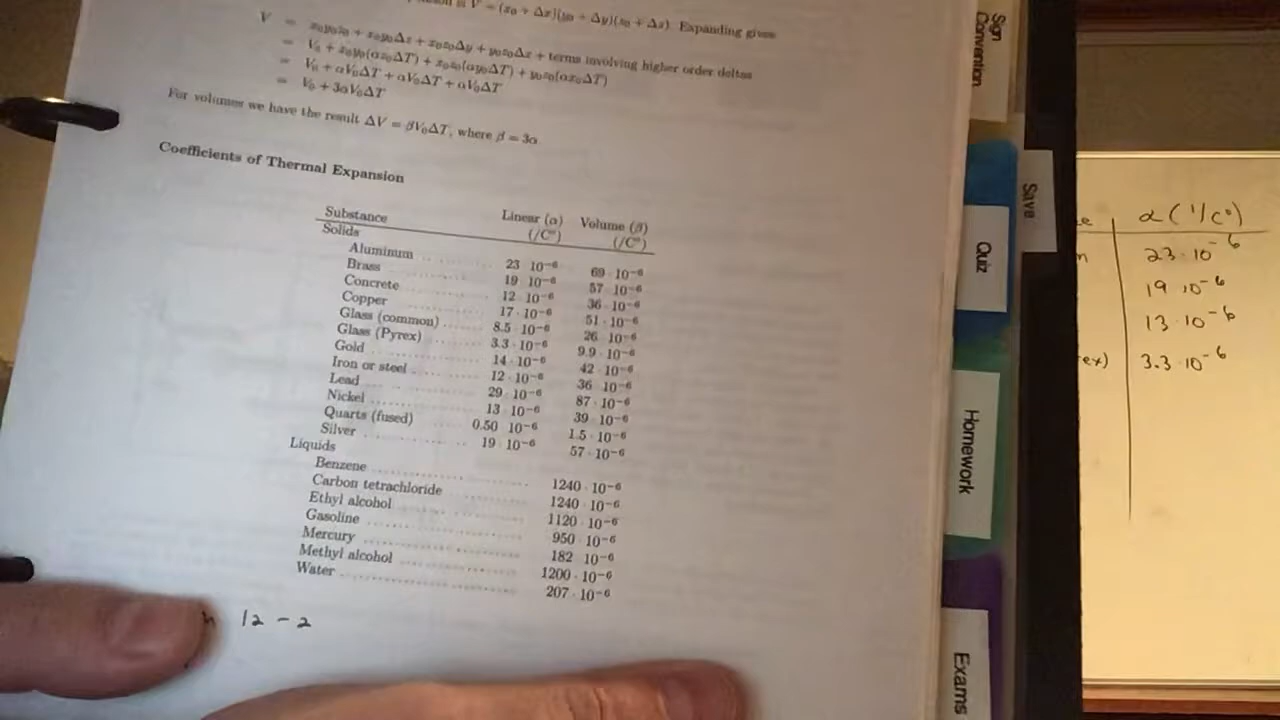 V = (x₀ + Δx)(y₀ + Δy)(z₀ + Δz). Expanding gives
V = x₀y₀z₀ + x₀y₀Δz + x₀z₀Δy + y₀z₀Δx + terms involving higher order deltas
= V₀ + x₀y₀(αz₀ΔT) + x₀z₀(αy₀ΔT) + y₀z₀(αx₀ΔT)
= V₀ + αV₀ΔT + αV₀ΔT + αV₀ΔT
= V₀ + 3αV₀ΔT
For volumes we have the result ΔV = βV₀ΔT, where β = 3α
Coefficients of Thermal Expansion
Substance Linear (α) Volume (β)
(/C°) (/C°)
Solids
Aluminum 23 · 10⁻⁶ 69 · 10⁻⁶
Brass 19 · 10⁻⁶ 57 · 10⁻⁶
Concrete 12 · 10⁻⁶ 36 · 10⁻⁶
Copper 17 · 10⁻⁶ 51 · 10⁻⁶
Glass (common) 8.5 · 10⁻⁶ 26 · 10⁻⁶
Glass (Pyrex) 3.3 · 10⁻⁶ 9.9 · 10⁻⁶
Gold 14 · 10⁻⁶ 42 · 10⁻⁶
Iron or steel 12 · 10⁻⁶ 36 · 10⁻⁶
Lead 29 · 10⁻⁶ 87 · 10⁻⁶
Nickel 13 · 10⁻⁶ 39 · 10⁻⁶
Quarts (fused) 0.50 · 10⁻⁶ 1.5 · 10⁻⁶
Silver 19 · 10⁻⁶ 57 · 10⁻⁶
Liquids
Benzene 1240 · 10⁻⁶
Carbon tetrachloride 1240 · 10⁻⁶
Ethyl alcohol 1120 · 10⁻⁶
Gasoline 950 · 10⁻⁶
Mercury 182 · 10⁻⁶
Methyl alcohol 1200 · 10⁻⁶
Water 207 · 10⁻⁶
12 - 2
Sign Convention
Save
Quiz
Homework
Exams
α (1/C°)
23 · 10⁻⁶
19 · 10⁻⁶
13 · 10⁻⁶
ex) 3.3 · 10⁻⁶